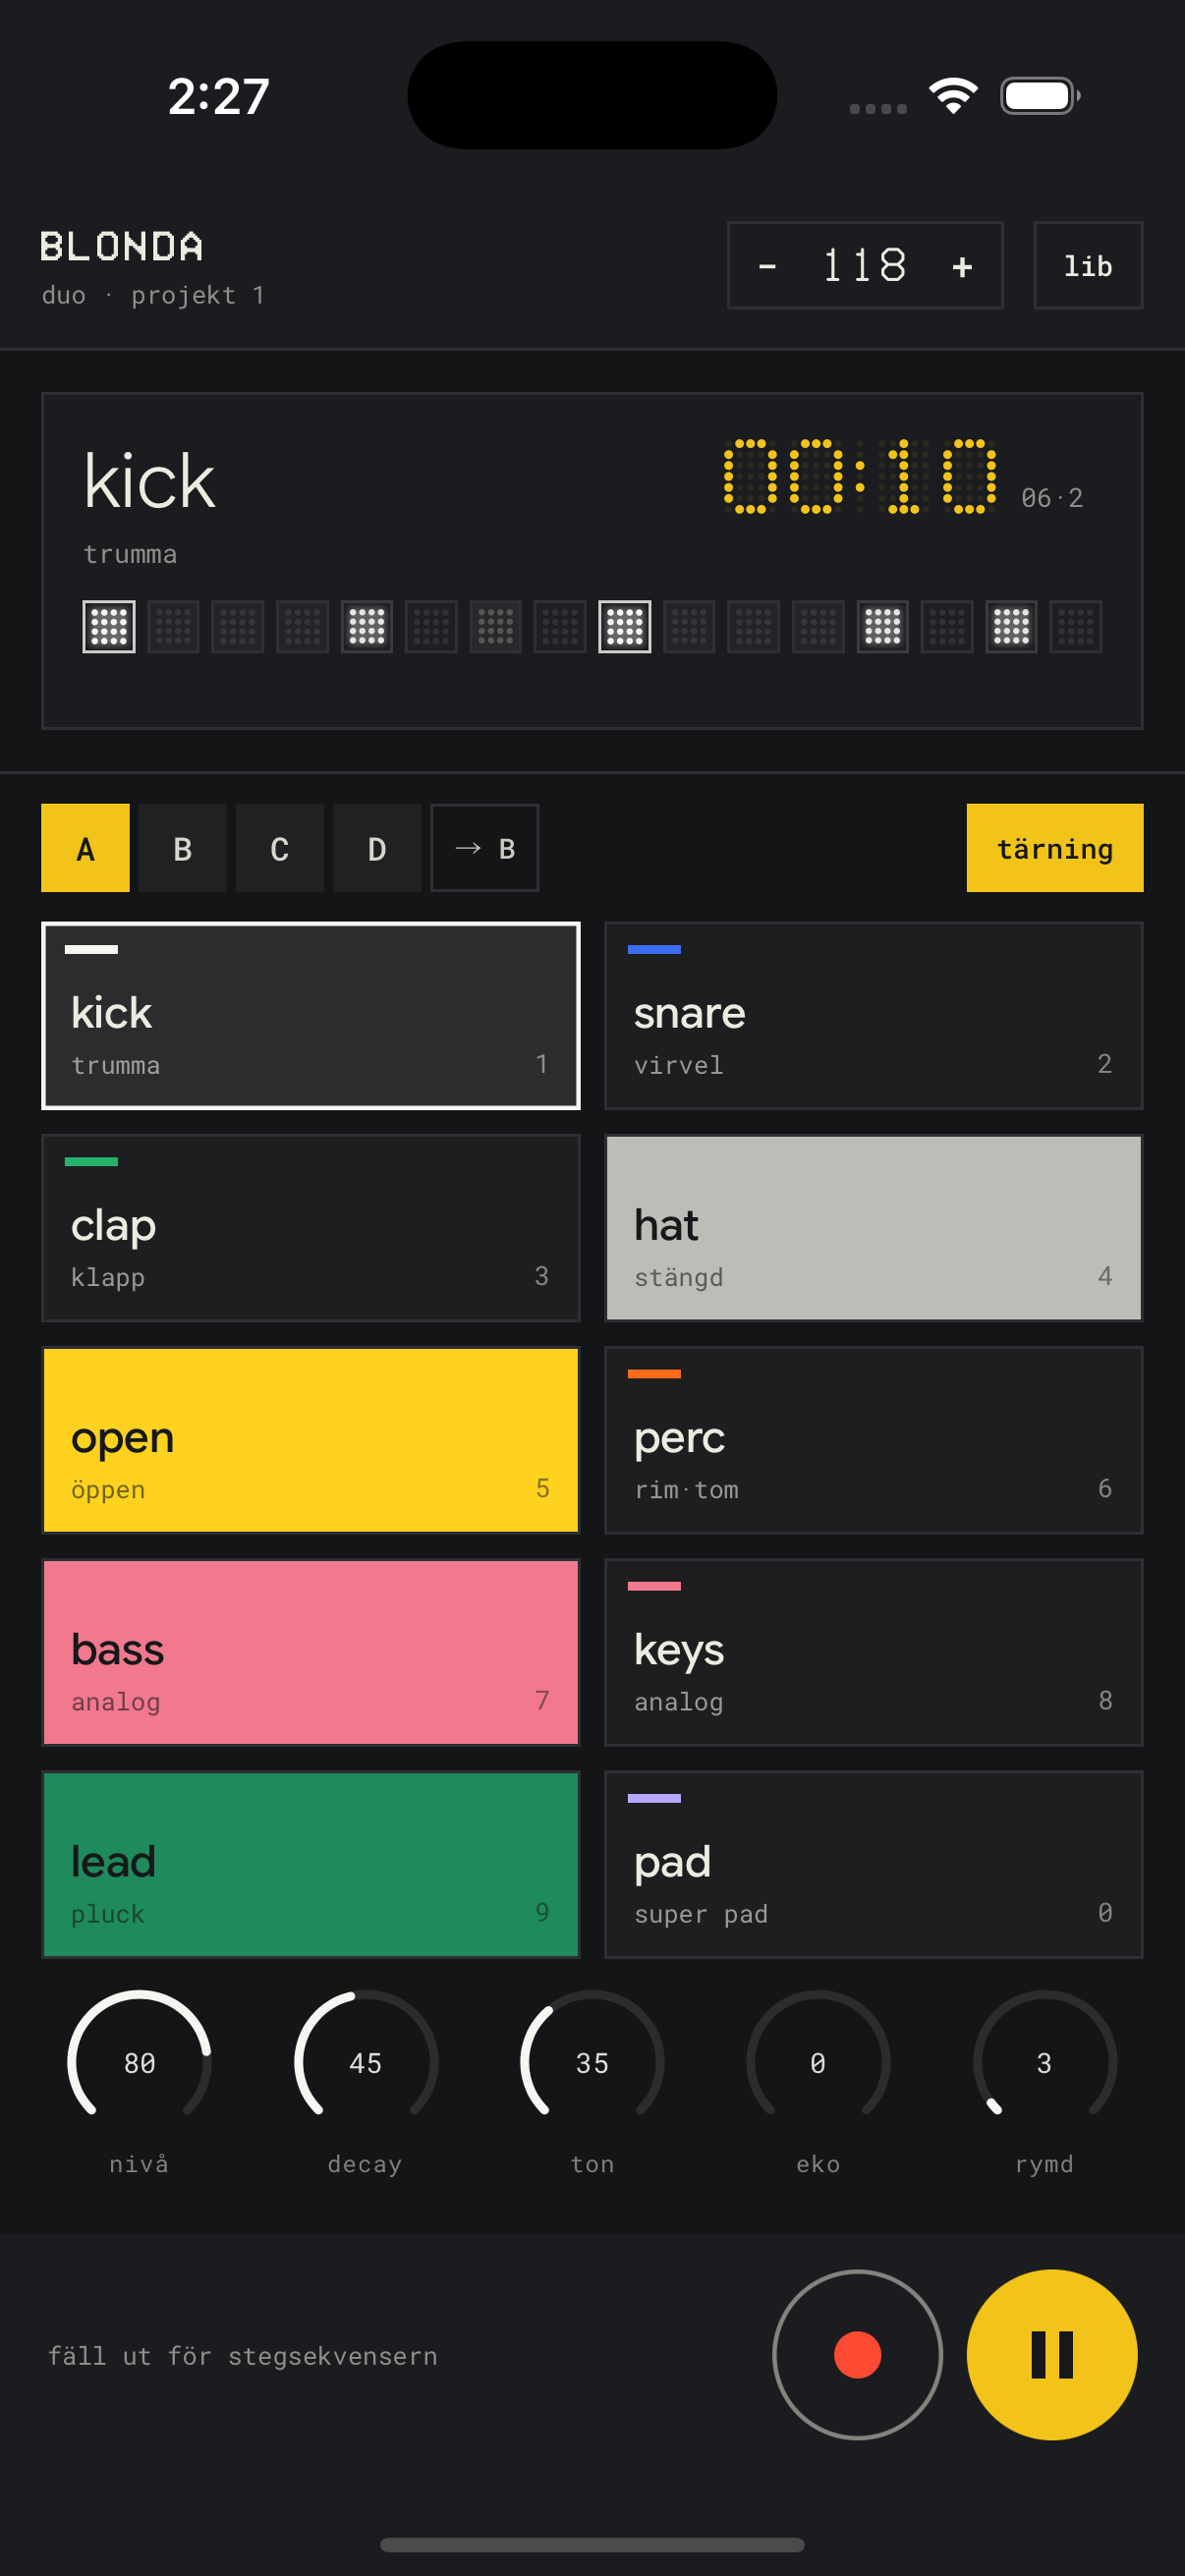 2:27
BLONDA
duo · projekt 1
- 118 +
lib
kick
00:10
06·2
trumma
A B C D → B
tärning
kick
trumma 1
snare
virvel 2
clap
klapp 3
hat
stängd 4
open
öppen 5
perc
rim·tom 6
bass
analog 7
keys
analog 8
lead
pluck 9
pad
super pad 0
80 45 35 0 3
nivå decay ton eko rymd
fäll ut för stegsekvensern